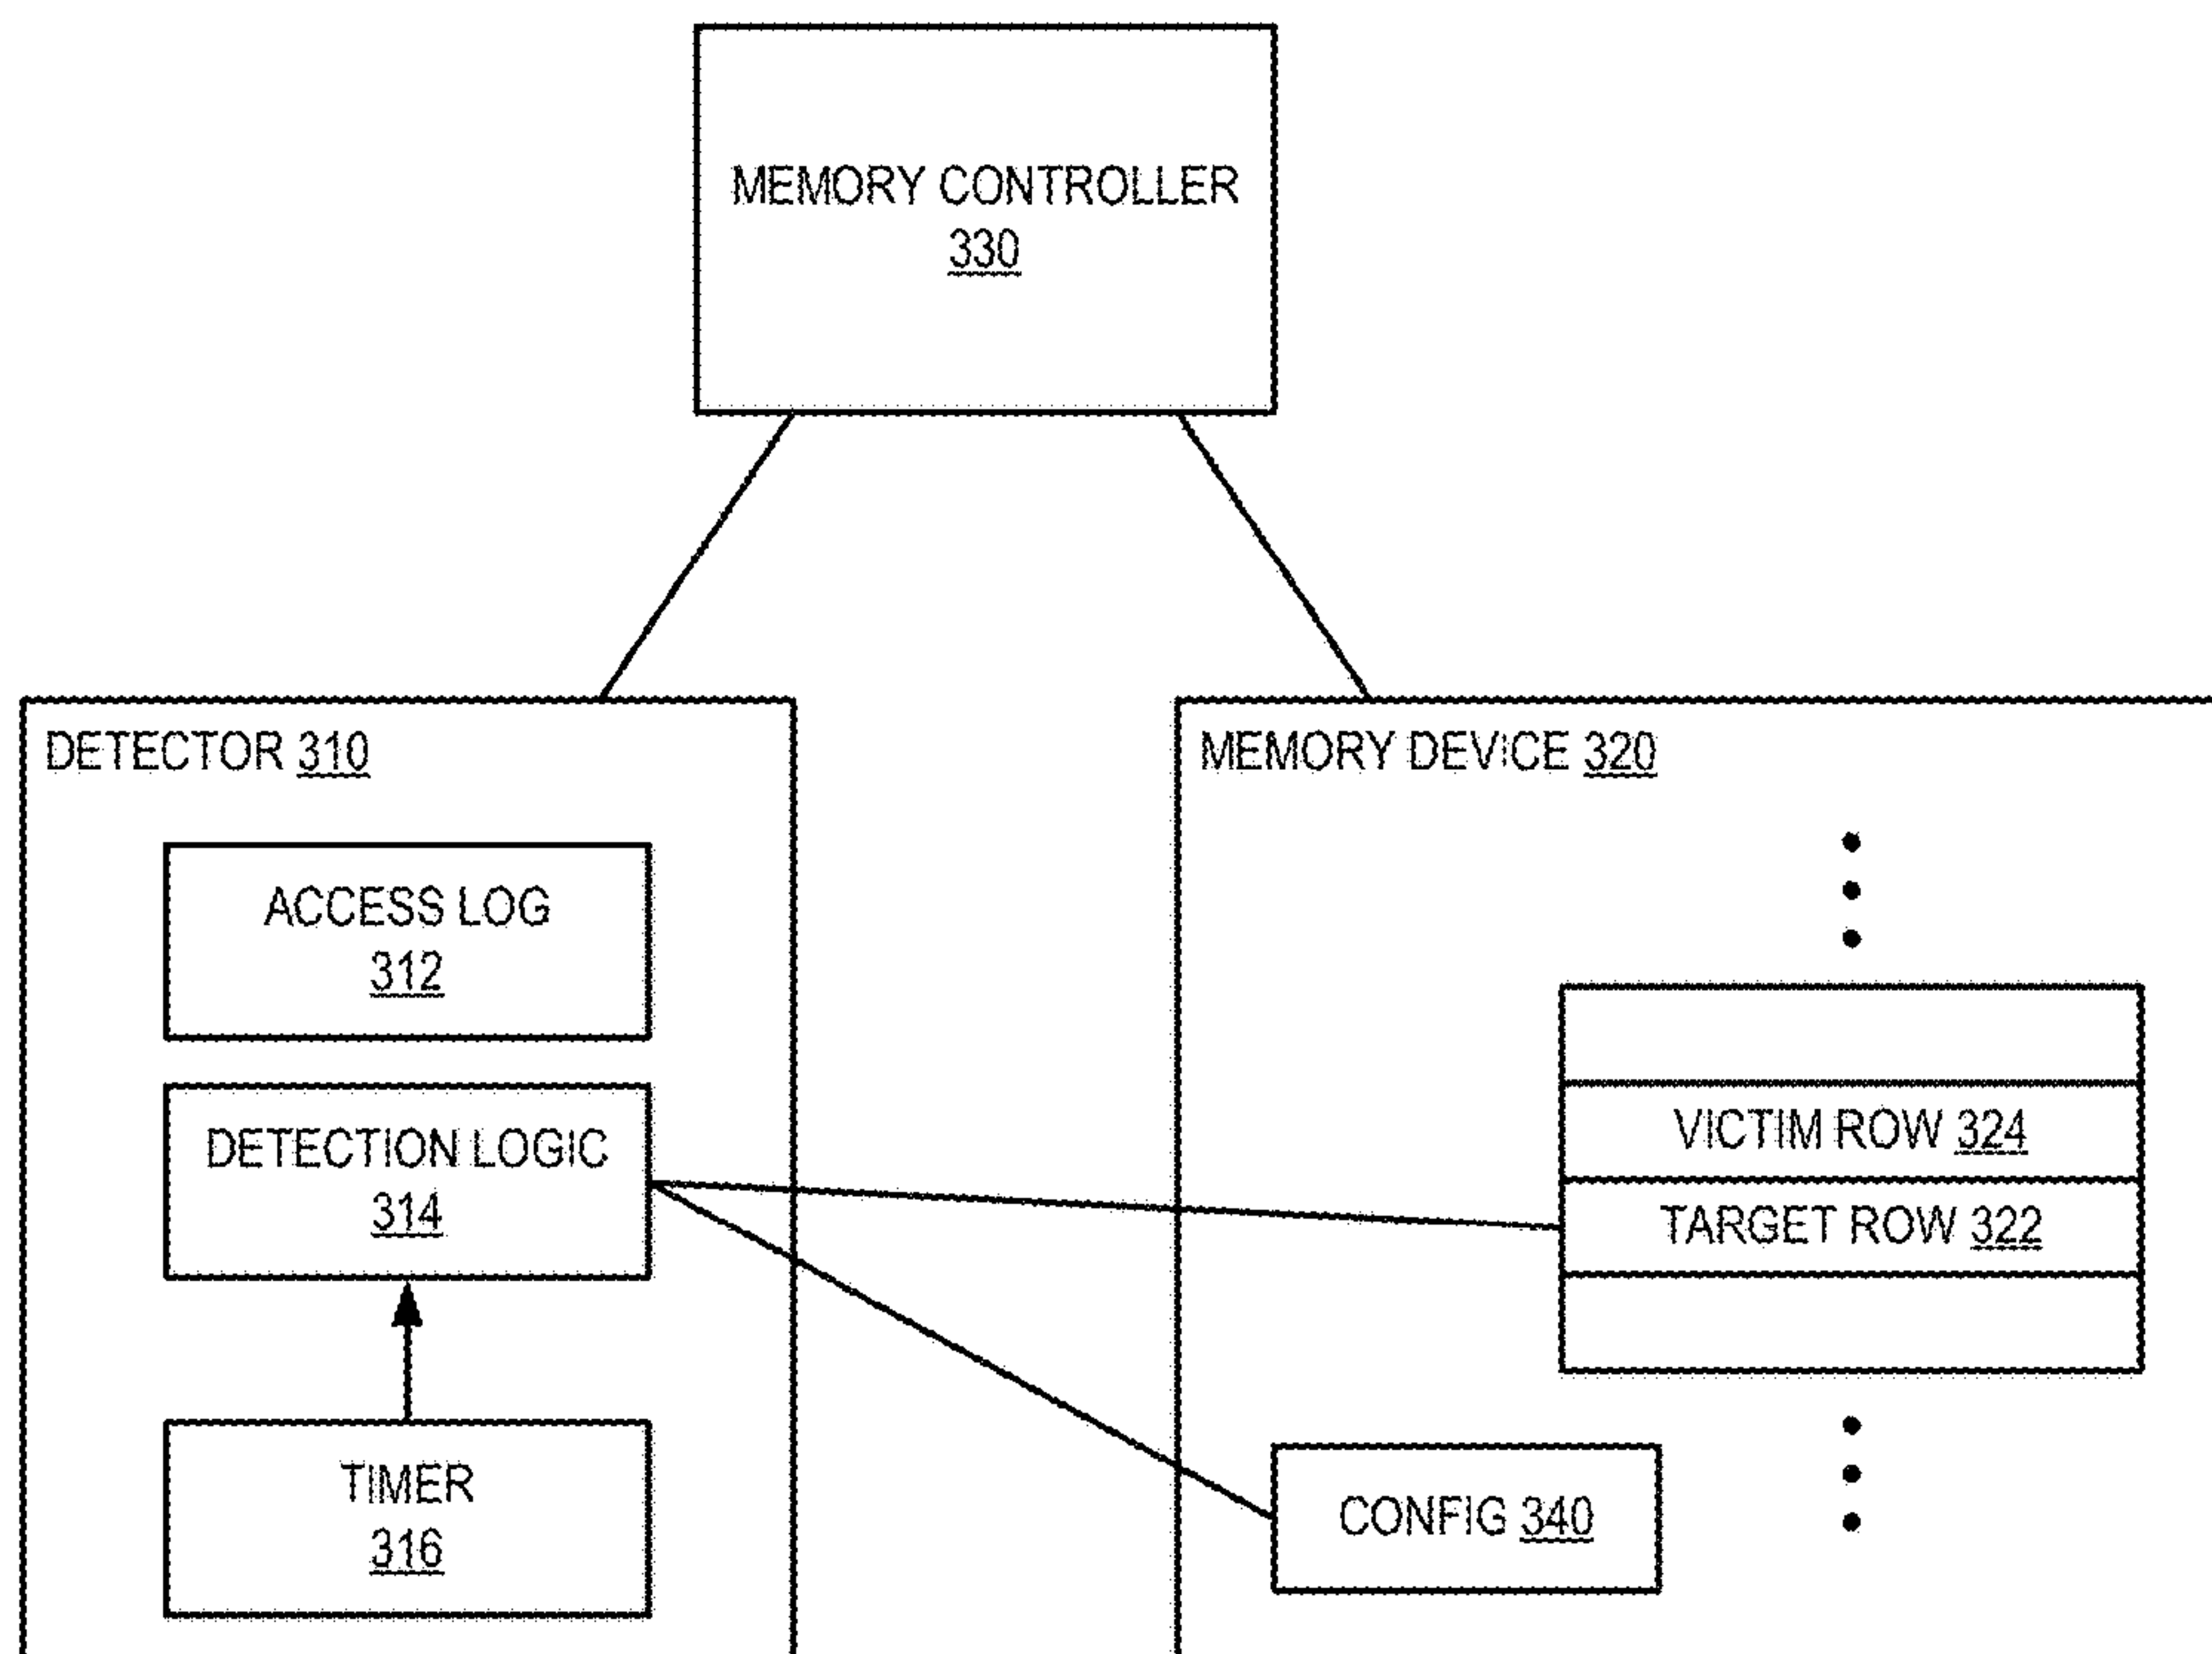 MEMORY CONTROLLER
330
DETECTOR 310
ACCESS LOG
312
DETECTION LOGIC
314
TIMER
316
MEMORY DEVICE 320
VICTIM ROW 324
TARGET ROW 322
CONFIG 340